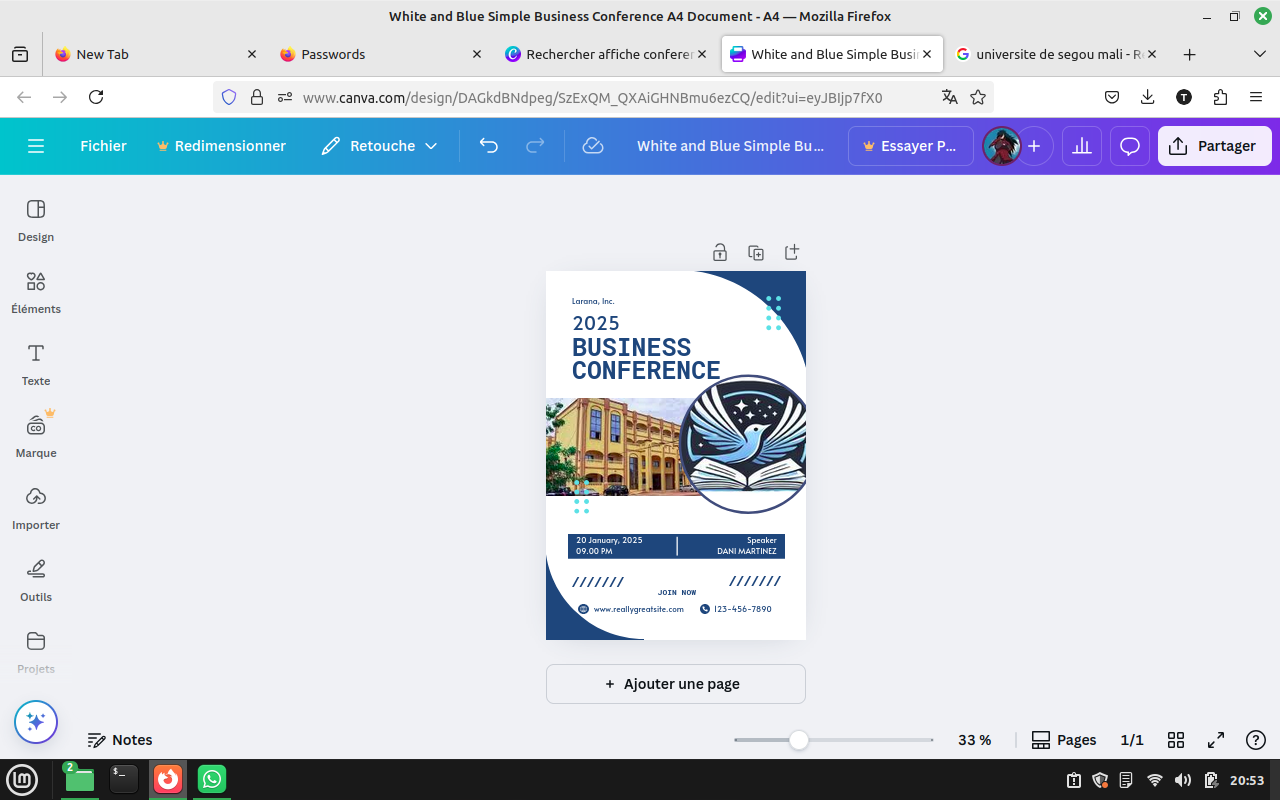 White and Blue Simple Business Conference A4 Document - A4 — Mozilla Firefox
New Tab
Passwords
Rechercher affiche conferen
White and Blue Simple Busi
universite de segou mali - Re
www.canva.com/design/DAGkdBNdpeg/SzExQM_QXAiGHNBmu6ezCQ/edit?ui=eyJBIjp7fX0
T
Fichier
Redimensionner
Retouche
White and Blue Simple Bu...
Essayer P...
Partager
Design
Éléments
Texte
Marque
Importer
Outils
Projets
Larana, Inc.
2025
BUSINESS
CONFERENCE
20 January, 2025
09.00 PM
Speaker
DANI MARTINEZ
JOIN NOW
www.reallygreatsite.com
123-456-7890
+ Ajouter une page
Notes
33 %
Pages
1/1
2
$_
20:53